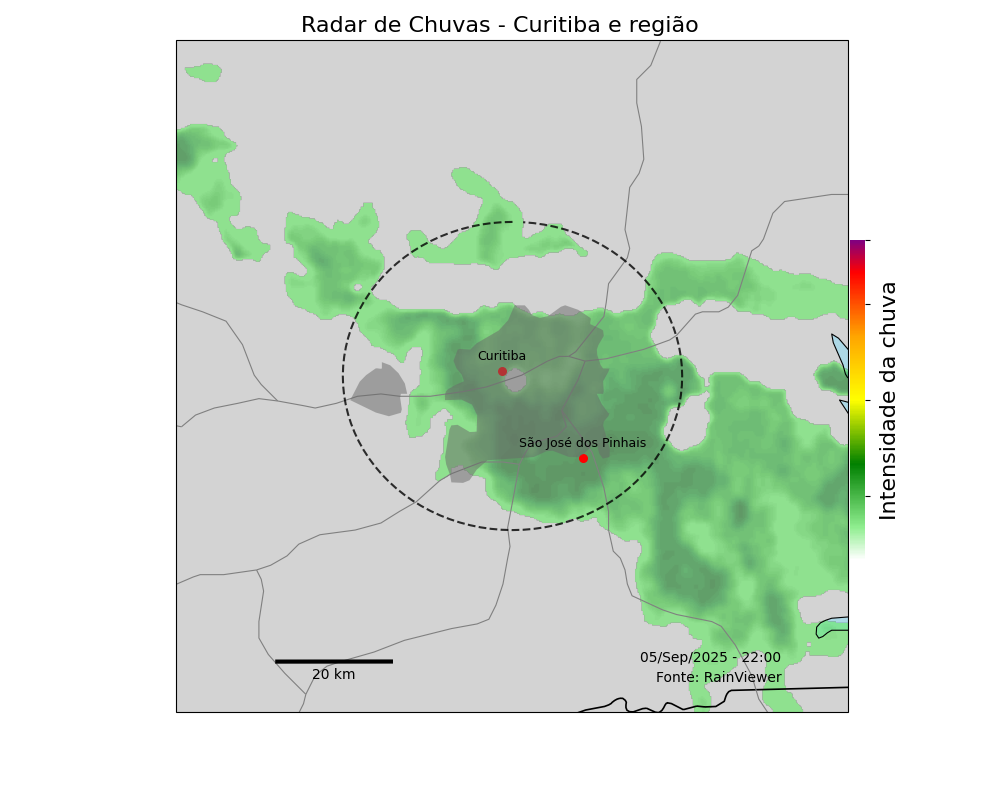 Radar de Chuvas - Curitiba e região
Curitiba
São José dos Pinhais
Intensidade da chuva
05/Sep/2025 - 22:00
Fonte: RainViewer
20 km